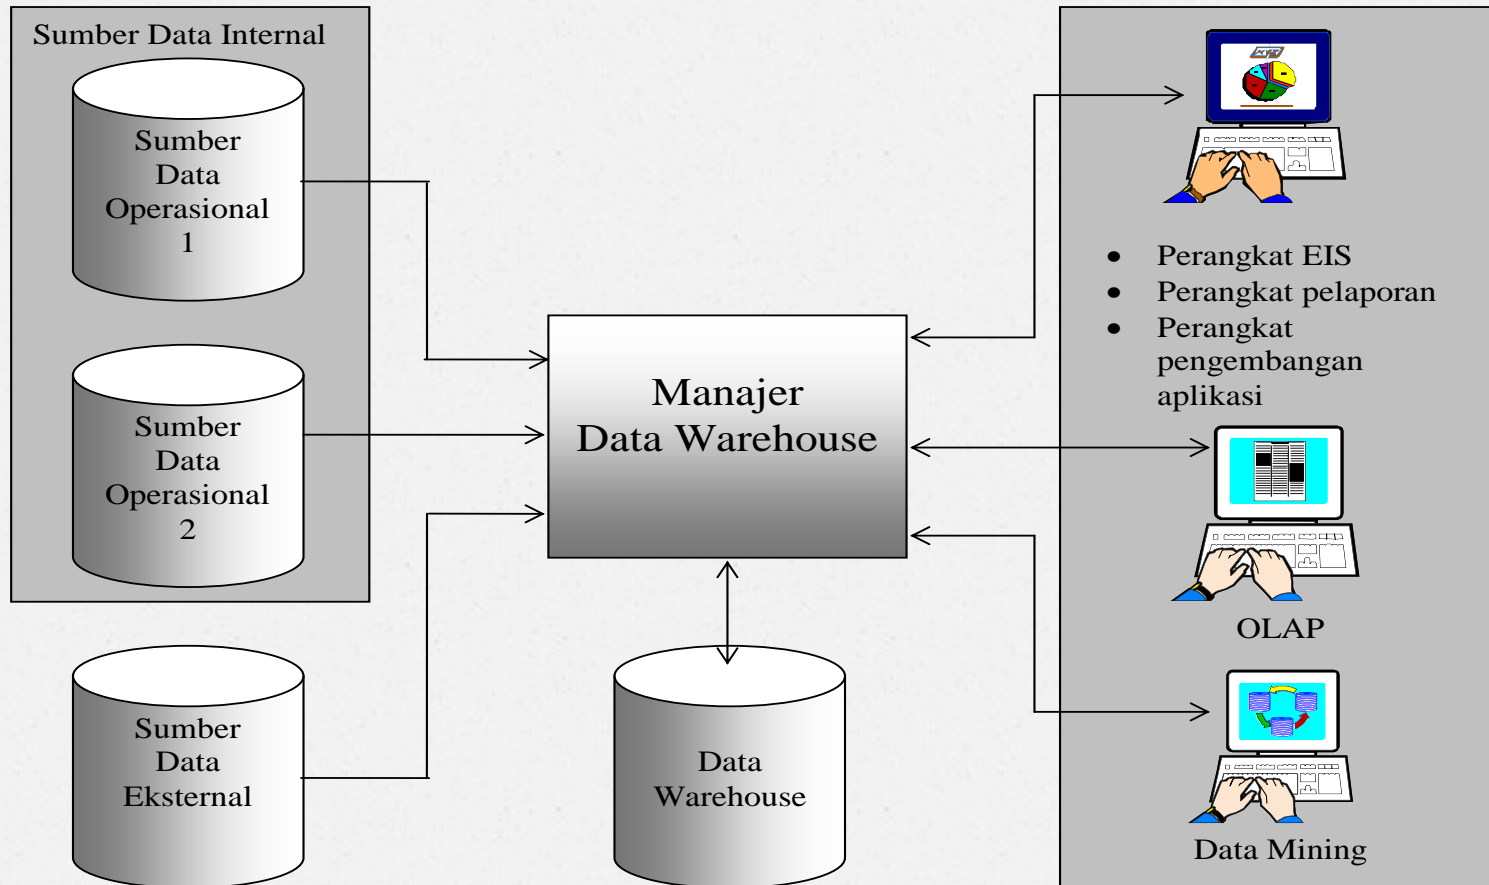 Sumber Data Internal
Sumber
Data
Operasional
1
Sumber
Data
Operasional
2
Sumber
Data
Eksternal
Manajer
Data Warehouse
Data
Warehouse
• Perangkat EIS
• Perangkat pelaporan
• Perangkat
pengembangan
aplikasi
OLAP
Data Mining